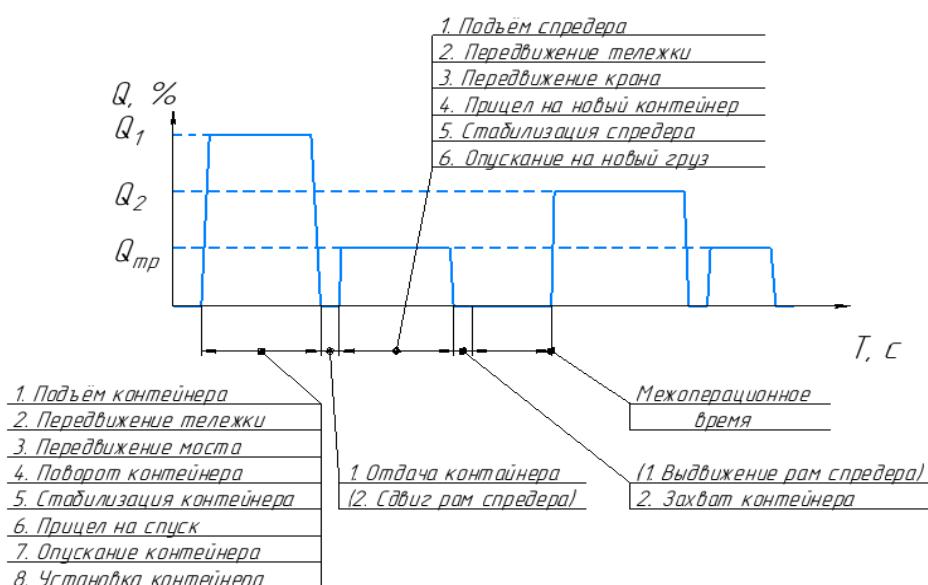 1. Подъём спредера
2. Передвижение тележки
3. Передвижение крана
4. Прицел на новый контейнер
5. Стабилизация спредера
6. Опускание на новый груз
Q, %
Q1
Q2
Qтр
T, с
1. Подъём контейнера
2. Передвижение тележки
3. Передвижение моста
4. Поворот контейнера
5. Стабилизация контейнера
6. Прицел на спуск
7. Опускание контейнера
8. Установка контейнера
1. Отдача контайнера
(2. Сдвиг рам спредера)
Межоперационное
время
(1. Выдвижение рам спредера)
2. Захват контейнера